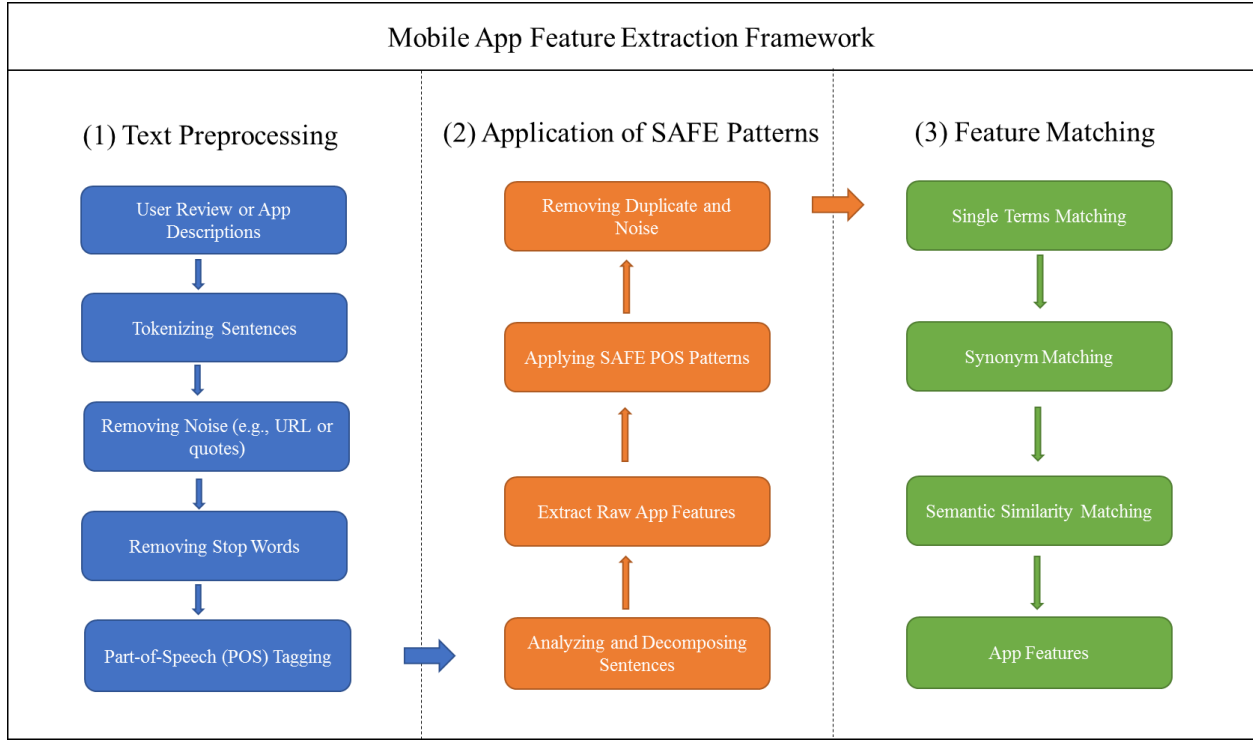 Mobile App Feature Extraction Framework
(1) Text Preprocessing
User Review or App
Descriptions
Tokenizing Sentences
Removing Noise (e.g., URL or
quotes)
Removing Stop Words
Part-of-Speech (POS) Tagging
(2) Application of SAFE Patterns
Removing Duplicate and
Noise
Applying SAFE POS Patterns
Extract Raw App Features
Analyzing and Decomposing
Sentences
(3) Feature Matching
Single Terms Matching
Synonym Matching
Semantic Similarity Matching
App Features